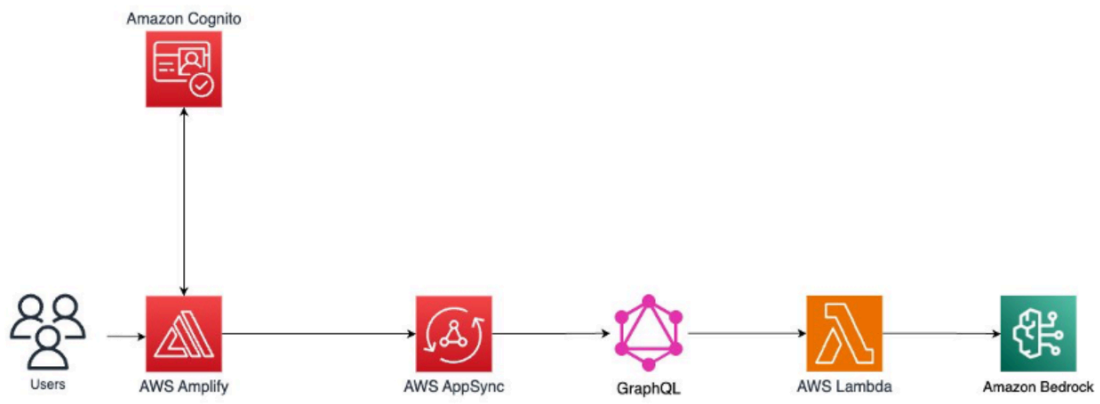 Amazon Cognito
Users
AWS Amplify
AWS AppSync
GraphQL
AWS Lambda
Amazon Bedrock